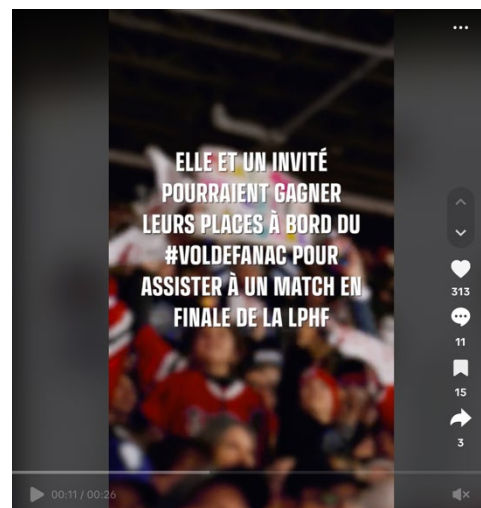 ELLE ET UN INVITÉ
POURRAIENT GAGNER
LEURS PLACES À BORD DU
#VOLDEFANAC POUR
ASSISTER À UN MATCH EN
FINALE DE LA LPHF
313
11
15
3
00:11 / 00:26